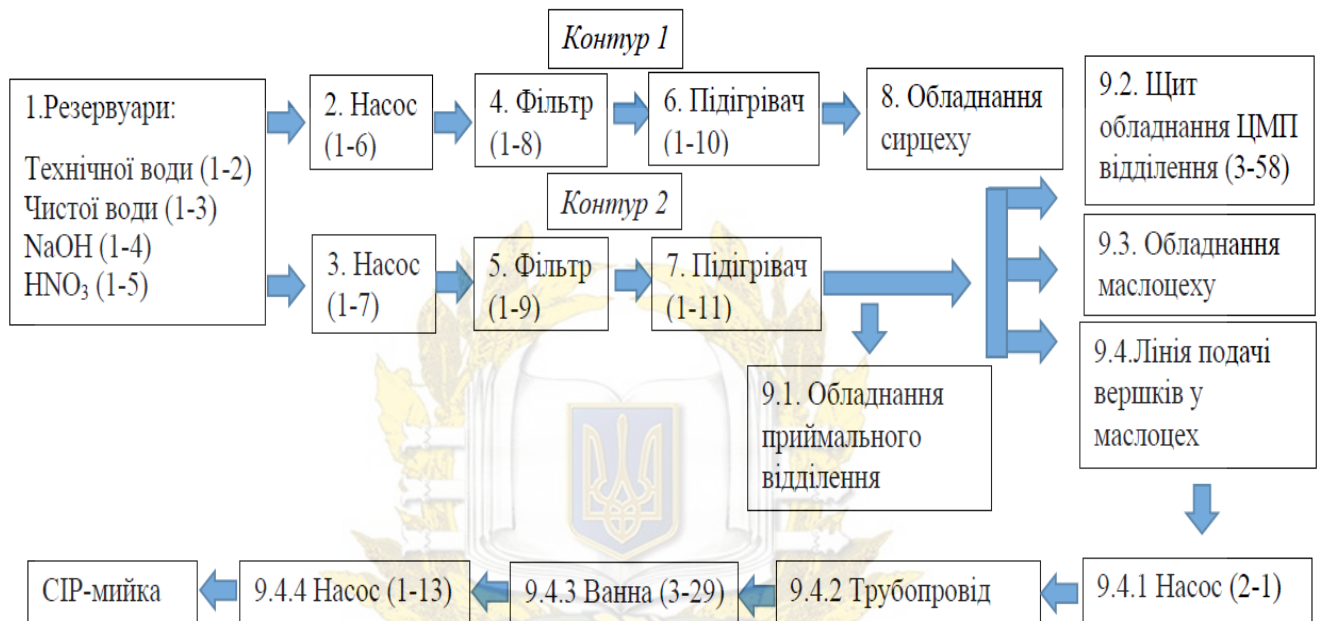 Контур 1
1.Резервуари:
Технічної води (1-2)
Чистої води (1-3)
NaOH (1-4)
HNO₃ (1-5)
2. Насос
(1-6)
4. Фільтр
(1-8)
6. Підігрівач
(1-10)
8. Обладнання
сирцеху
Контур 2
3. Насос
(1-7)
5. Фільтр
(1-9)
7. Підігрівач
(1-11)
9.1. Обладнання
приймального
відділення
9.2. Щит
обладнання ЦМП
відділення (3-58)
9.3. Обладнання
маслоцеху
9.4.Лінія подачі
вершків у
маслоцех
9.4.1 Насос (2-1)
9.4.2 Трубопровід
9.4.3 Ванна (3-29)
9.4.4 Насос (1-13)
СІР-мийка